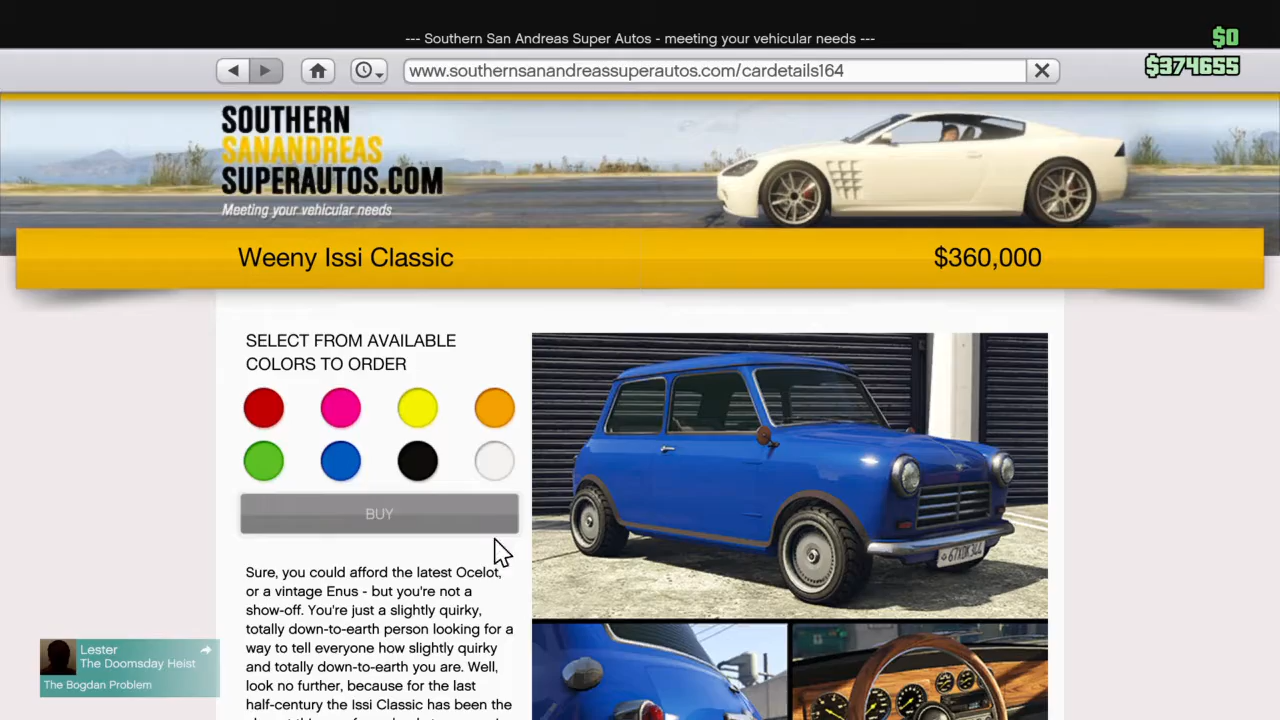 --- Southern San Andreas Super Autos - meeting your vehicular needs ---
$0
www.southernsanandreassuperautos.com/cardetails164
$374655
SOUTHERN
SANANDREAS
SUPERAUTOS.COM
Meeting your vehicular needs
Weeny Issi Classic
$360,000
SELECT FROM AVAILABLE
COLORS TO ORDER
BUY
Sure, you could afford the latest Ocelot,
or a vintage Enus - but you're not a
show-off. You're just a slightly quirky,
totally down-to-earth person looking for a
way to tell everyone how slightly quirky
and totally down-to-earth you are. Well,
look no further, because for the last
half-century the Issi Classic has been the
Lester
The Doomsday Heist
The Bogdan Problem